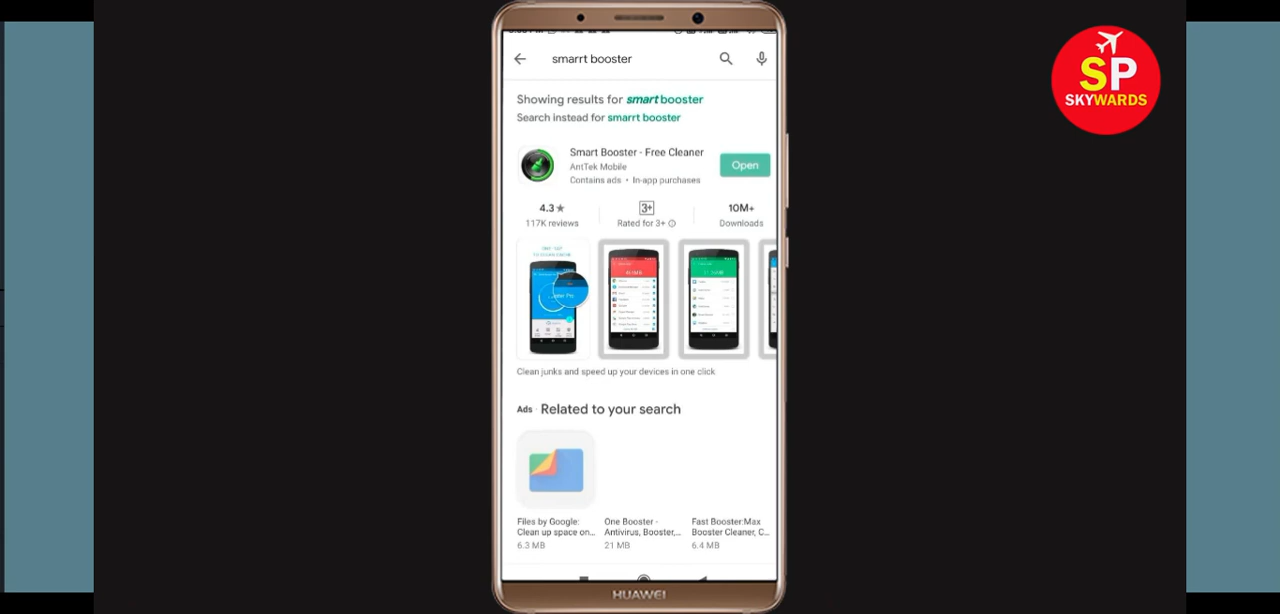 smarrt booster
SP
SKYWARDS
Showing results for smart booster
Search instead for smarrt booster
Smart Booster - Free Cleaner
AntTek Mobile
Contains ads • In-app purchases
Open
4.3 ★
117K reviews
3+
Rated for 3+
10M+
Downloads
Clean junks and speed up your devices in one click
Ads · Related to your search
Files by Google:
Clean up space on...
6.3 MB
One Booster -
Antivirus, Booster,...
21 MB
Fast Booster:Max
Booster Cleaner, C...
6.4 MB
HUAWEI